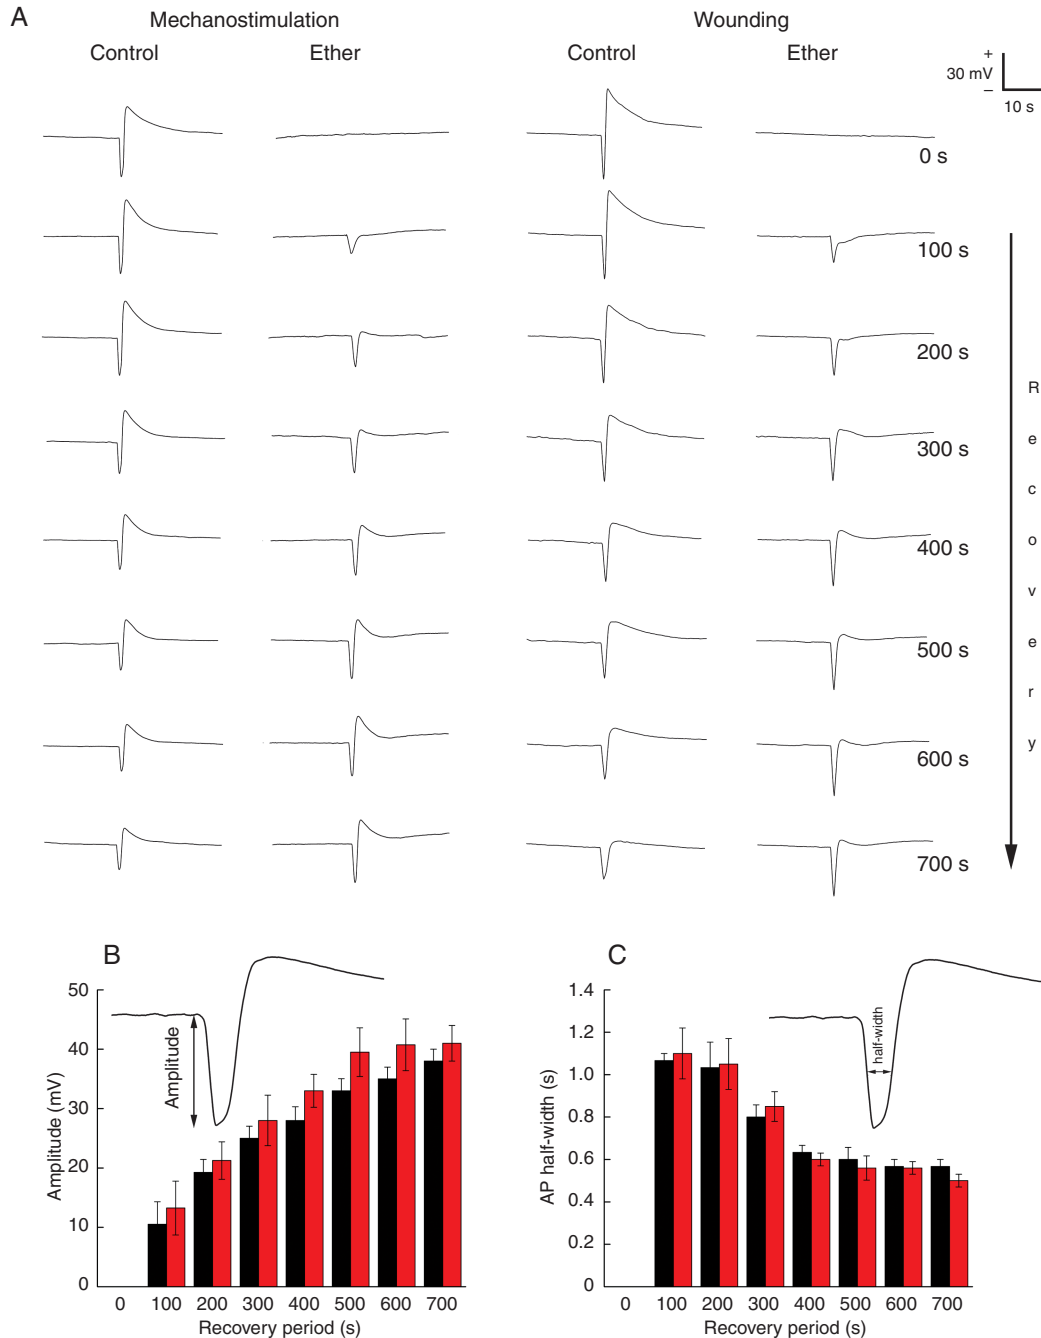 A
Mechanostimulation
Wounding
Control
Ether
Control
Ether
+
30 mV
–
10 s
0 s
100 s
200 s
300 s
400 s
500 s
600 s
700 s
R
e
c
o
v
e
r
y
B
50
40
30
20
10
0
Amplitude (mV)
Amplitude
0 100 200 300 400 500 600 700
Recovery period (s)
C
1.4
1.2
1.0
0.8
0.6
0.4
0.2
0
AP half-width (s)
half-width
0 100 200 300 400 500 600 700
Recovery period (s)